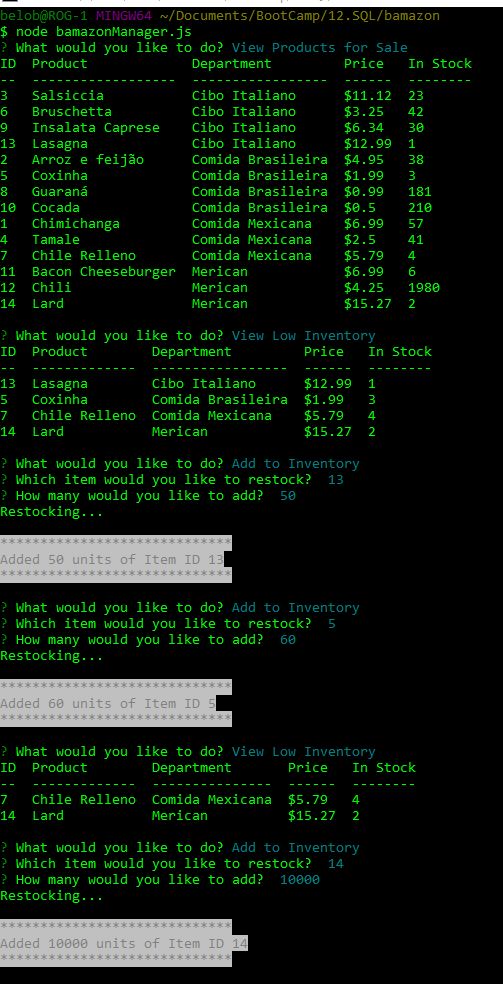 belob@ROG-1 MINGW64 ~/Documents/BootCamp/12.SQL/bamazon
$ node bamazonManager.js
? What would you like to do? View Products for Sale
ID  Product            Department         Price   In Stock
--  -----------------  -----------------  ------  --------
3   Salsiccia          Cibo Italiano      $11.12  23
6   Bruschetta         Cibo Italiano      $3.25   42
9   Insalata Caprese   Cibo Italiano      $6.34   30
13  Lasagna            Cibo Italiano      $12.99  1
2   Arroz e feijão     Comida Brasileira  $4.95   38
5   Coxinha            Comida Brasileira  $1.99   3
8   Guaraná            Comida Brasileira  $0.99   181
10  Cocada             Comida Brasileira  $0.5    210
1   Chimichanga        Comida Mexicana    $6.99   57
4   Tamale             Comida Mexicana    $2.5    41
7   Chile Relleno      Comida Mexicana    $5.79   4
11  Bacon Cheeseburger  Merican            $6.99   6
12  Chili              Merican            $4.25   1980
14  Lard               Merican            $15.27  2
? What would you like to do? View Low Inventory
ID  Product        Department         Price   In Stock
--  -------------  -----------------  ------  --------
13  Lasagna        Cibo Italiano      $12.99  1
5   Coxinha        Comida Brasileira  $1.99   3
7   Chile Relleno  Comida Mexicana    $5.79   4
14  Lard           Merican            $15.27  2
? What would you like to do? Add to Inventory
? Which item would you like to restock?  13
? How many would you like to add?  50
Restocking...
*****************************
Added 50 units of Item ID 13
*****************************
? What would you like to do? Add to Inventory
? Which item would you like to restock?  5
? How many would you like to add?  60
Restocking...
*****************************
Added 60 units of Item ID 5
*****************************
? What would you like to do? View Low Inventory
ID  Product        Department       Price   In Stock
--  -------------  ---------------  ------  --------
7   Chile Relleno  Comida Mexicana  $5.79   4
14  Lard           Merican          $15.27  2
? What would you like to do? Add to Inventory
? Which item would you like to restock?  14
? How many would you like to add?  10000
Restocking...
*****************************
Added 10000 units of Item ID 14
*****************************